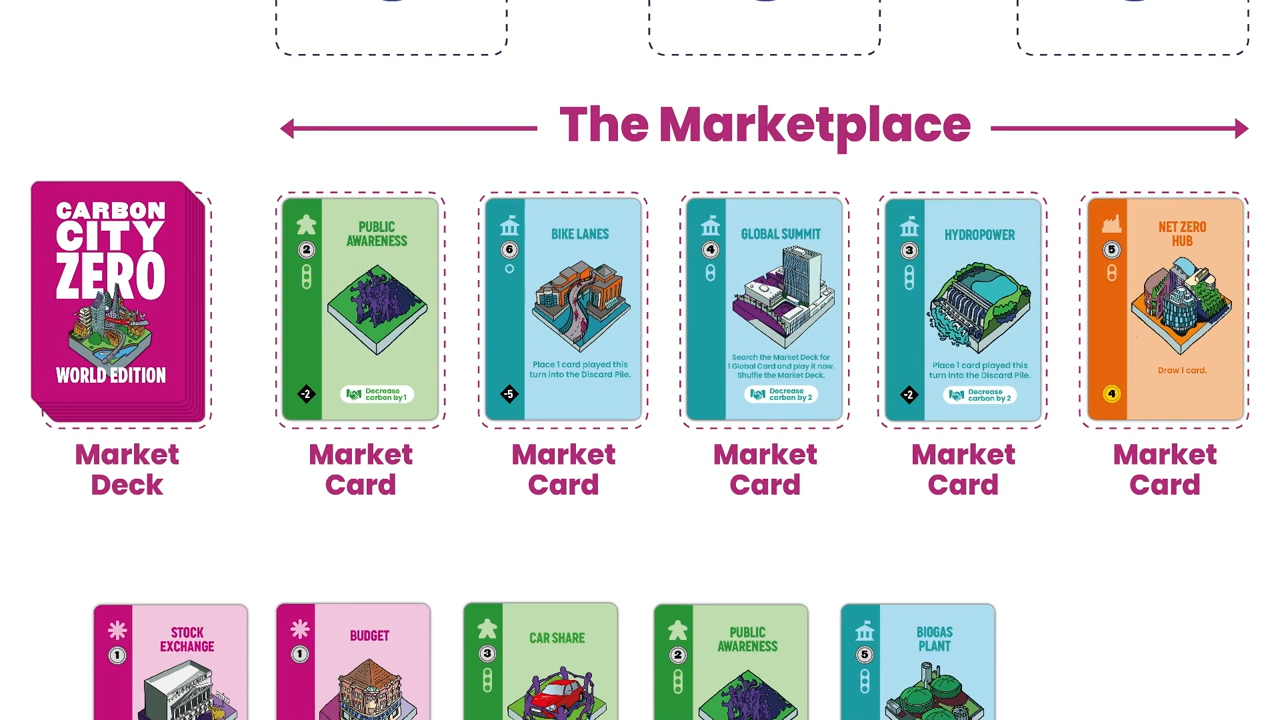 The Marketplace
CARBON
CITY
ZERO
WORLD EDITION
Market
Deck
2
PUBLIC
AWARENESS
-2
Decrease
carbon by 1
Market
Card
6
BIKE LANES
Place 1 card played this
turn into the Discard Pile.
-5
Market
Card
4
GLOBAL SUMMIT
Search the Market Deck for
1 Global Card and play it now.
Shuffle the Market Deck.
Decrease
carbon by 2
Market
Card
3
HYDROPOWER
Place 1 card played this
turn into the Discard Pile.
-2
Decrease
carbon by 2
Market
Card
5
NET ZERO
HUB
Draw 1 card.
4
Market
Card
1
STOCK
EXCHANGE
1
BUDGET
3
CAR SHARE
2
PUBLIC
AWARENESS
5
BIOGAS
PLANT